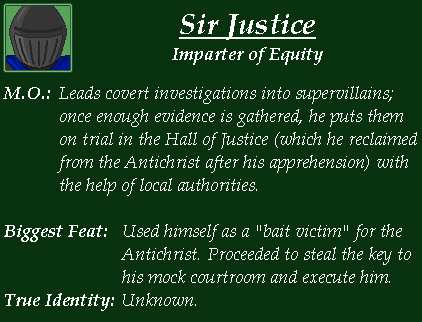 Sir Justice
Imparter of Equity
M.O.: Leads covert investigations into supervillains;
once enough evidence is gathered, he puts them
on trial in the Hall of Justice (which he reclaimed
from the Antichrist after his apprehension) with
the help of local authorities.
Biggest Feat: Used himself as a "bait victim" for the
Antichrist. Proceeded to steal the key to
his mock courtroom and execute him.
True Identity: Unknown.